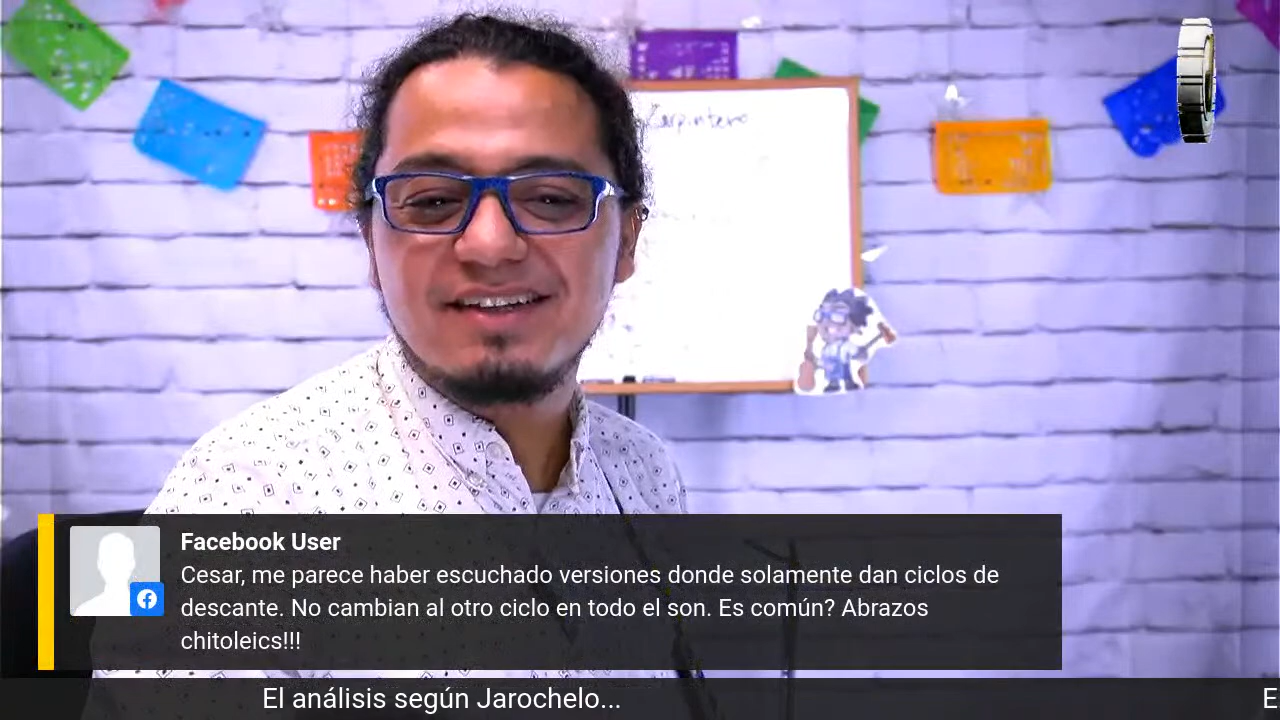 Carpintero
Facebook User
Cesar, me parece haber escuchado versiones donde solamente dan ciclos de
descante. No cambian al otro ciclo en todo el son. Es común? Abrazos
chitoleics!!!
El análisis según Jarochelo...
E